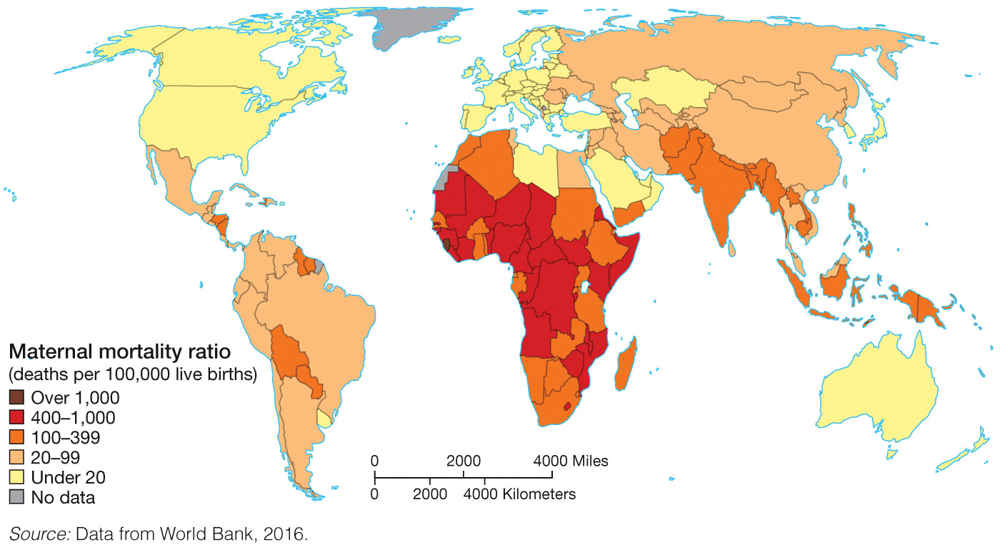 Maternal mortality ratio
(deaths per 100,000 live births)
Over 1,000
400–1,000
100–399
20–99
Under 20
No data
0 2000 4000 Miles
0 2000 4000 Kilometers
Source: Data from World Bank, 2016.